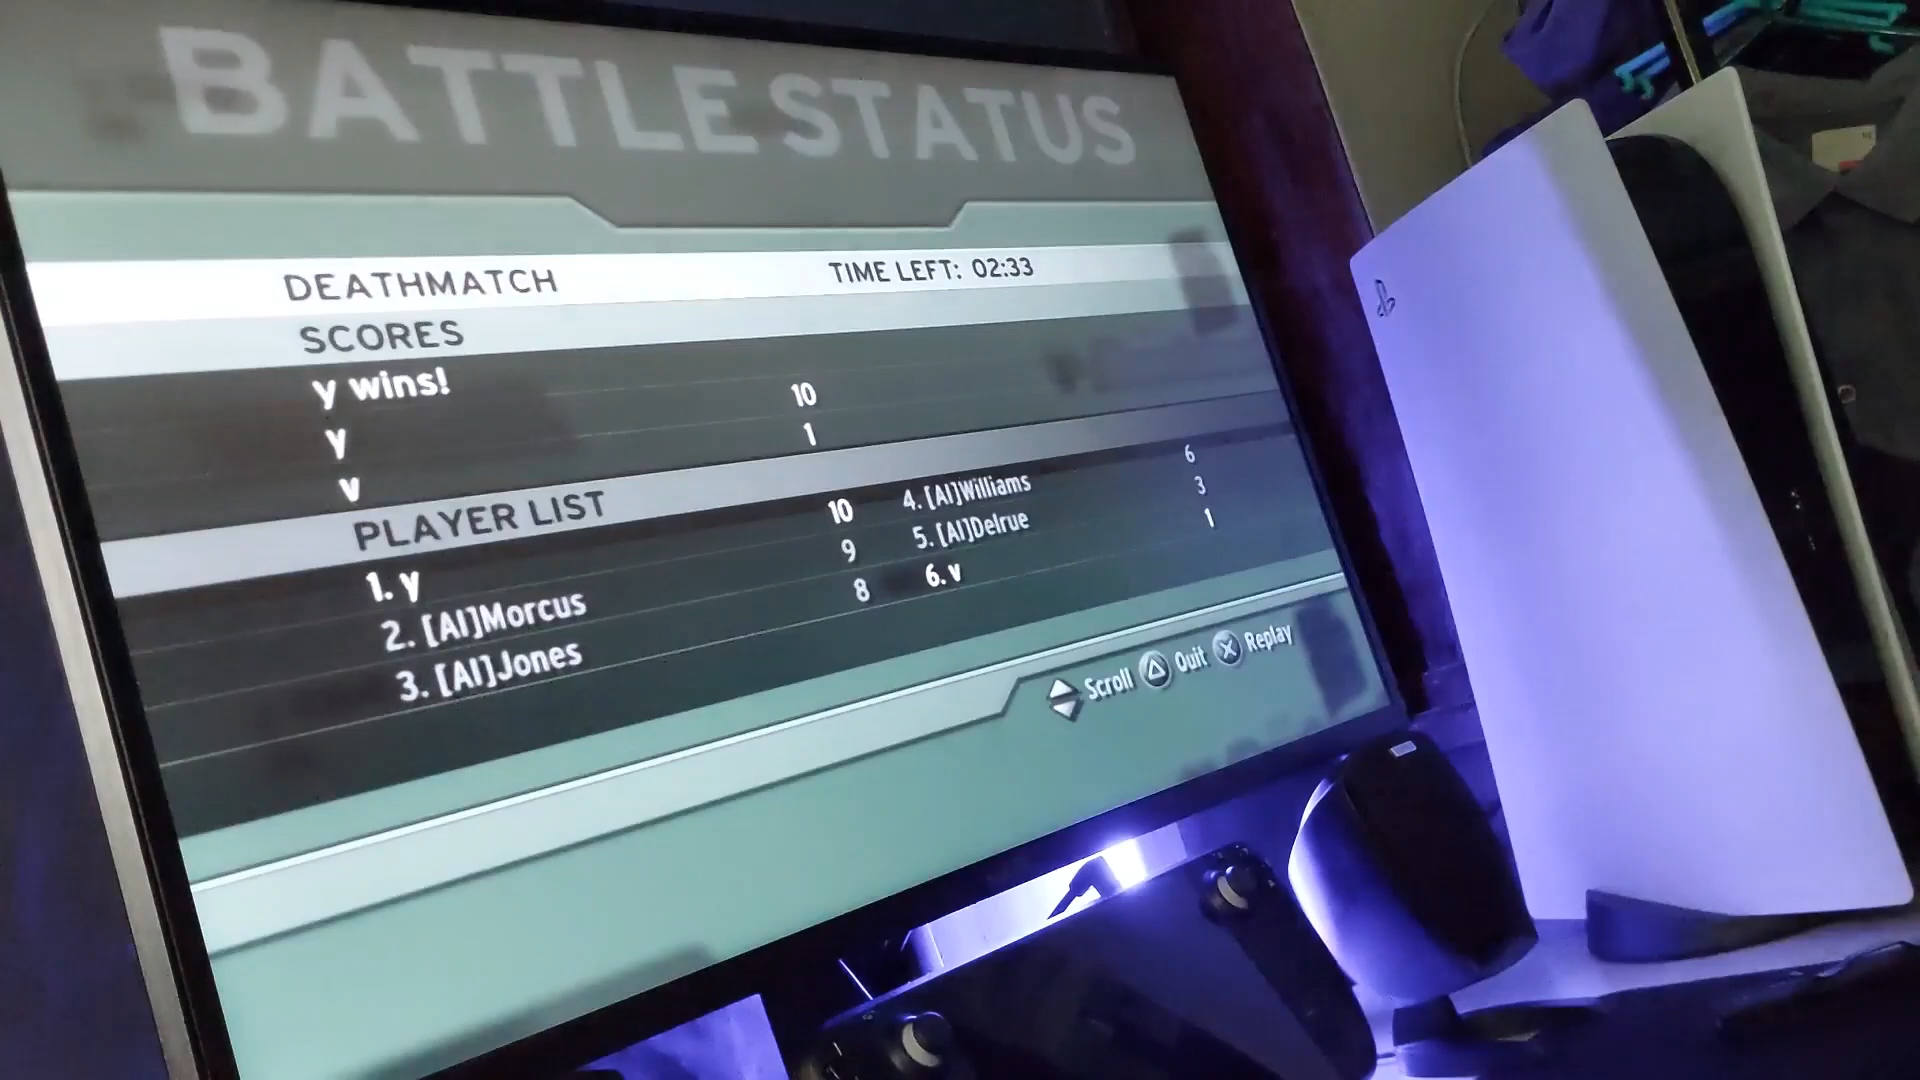 BATTLE STATUS
DEATHMATCH TIME LEFT: 02:33
SCORES
y wins!
y 10
v 1
PLAYER LIST
1. y 10
2. [AI]Morcus 9
3. [AI]Jones 8
4. [AI]Williams 6
5. [AI]Delrue 3
6. v 1
Scroll Quit Replay